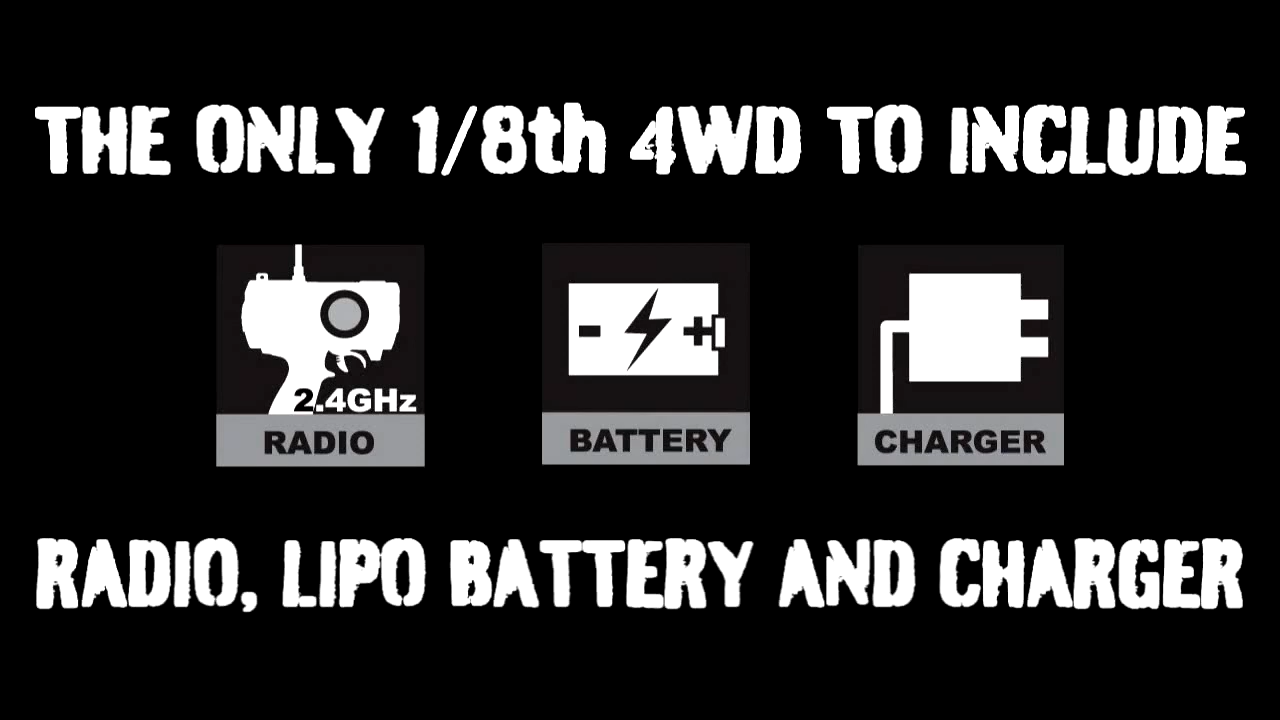 THE ONLY 1/8th 4WD TO INCLUDE
2.4GHz
RADIO
- +
BATTERY
CHARGER
RADIO, LIPO BATTERY AND CHARGER